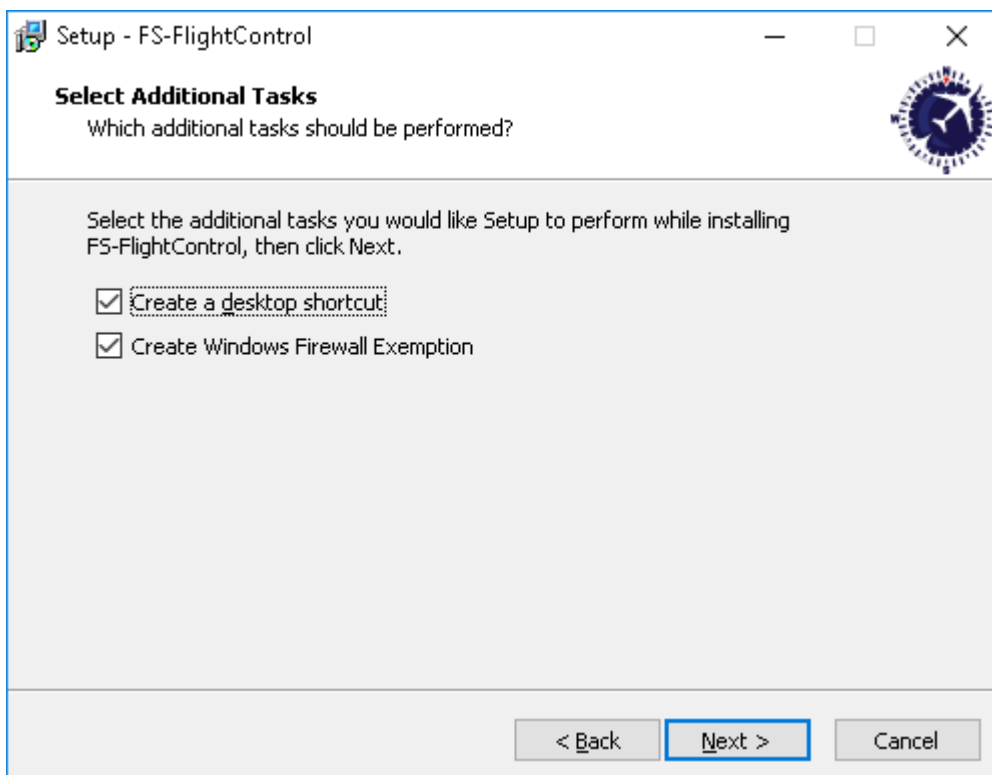 Setup - FS-FlightControl
Select Additional Tasks
Which additional tasks should be performed?
Select the additional tasks you would like Setup to perform while installing
FS-FlightControl, then click Next.
Create a desktop shortcut
Create Windows Firewall Exemption
< Back Next > Cancel